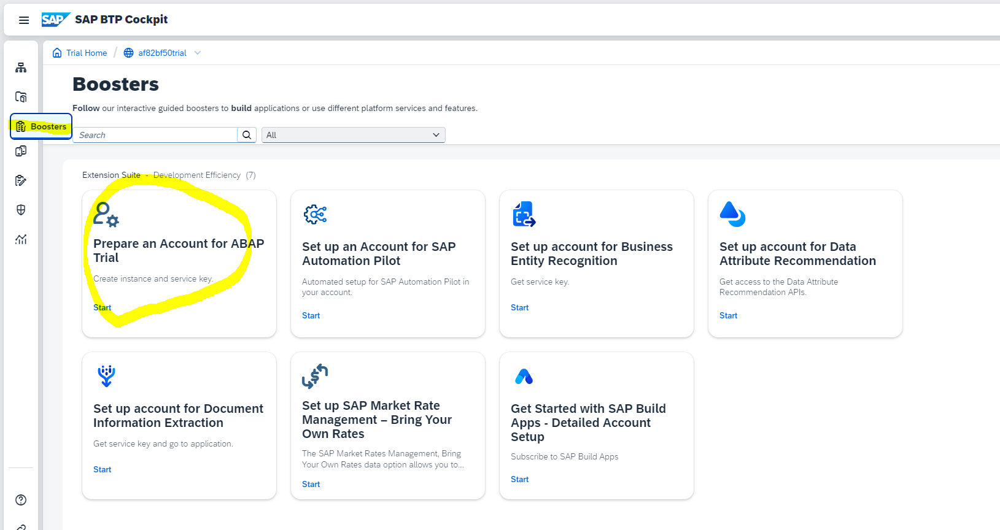 SAP SAP BTP Cockpit
Trial Home / af82bf50trial
Boosters
Follow our interactive guided boosters to build applications or use different platform services and features.
Boosters
Search
All
Extension Suite - Development Efficiency (7)
Prepare an Account for ABAP
Trial
Create instance and service key.
Start
Set up an Account for SAP
Automation Pilot
Automated setup for SAP Automation Pilot in
your account.
Start
Set up account for Business
Entity Recognition
Get service key.
Start
Set up account for Data
Attribute Recommendation
Get access to the Data Attribute
Recommendation APIs.
Start
Set up account for Document
Information Extraction
Get service key and go to application.
Start
Set up SAP Market Rate
Management – Bring Your
Own Rates
The SAP Market Rates Management, Bring
Your Own Rates data option allows you to...
Start
Get Started with SAP Build
Apps - Detailed Account
Setup
Subscribe to SAP Build Apps
Start